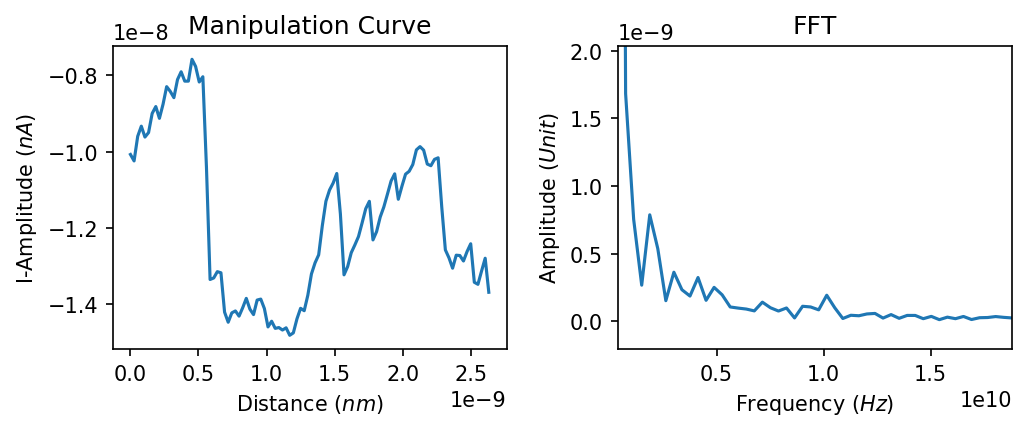 Manipulation Curve
1e−8
I-Amplitude (nA)
−0.8
−1.0
−1.2
−1.4
0.0 0.5 1.0 1.5 2.0 2.5
1e−9
Distance (nm)
FFT
1e−9
Amplitude (Unit)
2.0
1.5
1.0
0.5
0.0
0.5 1.0 1.5
1e10
Frequency (Hz)